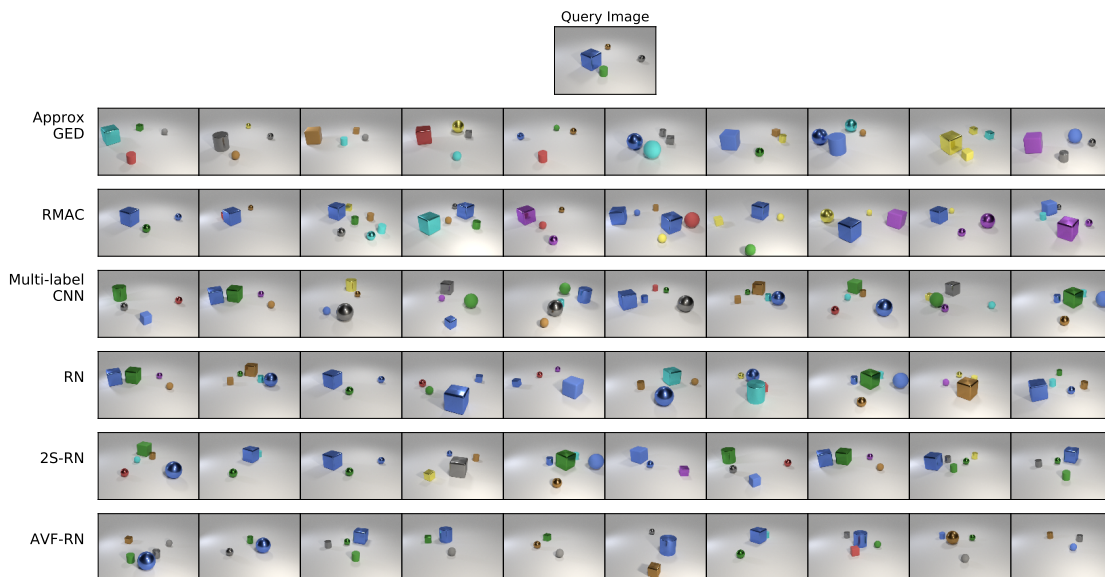 Query Image
Approx
GED
RMAC
Multi-label
CNN
RN
2S-RN
AVF-RN